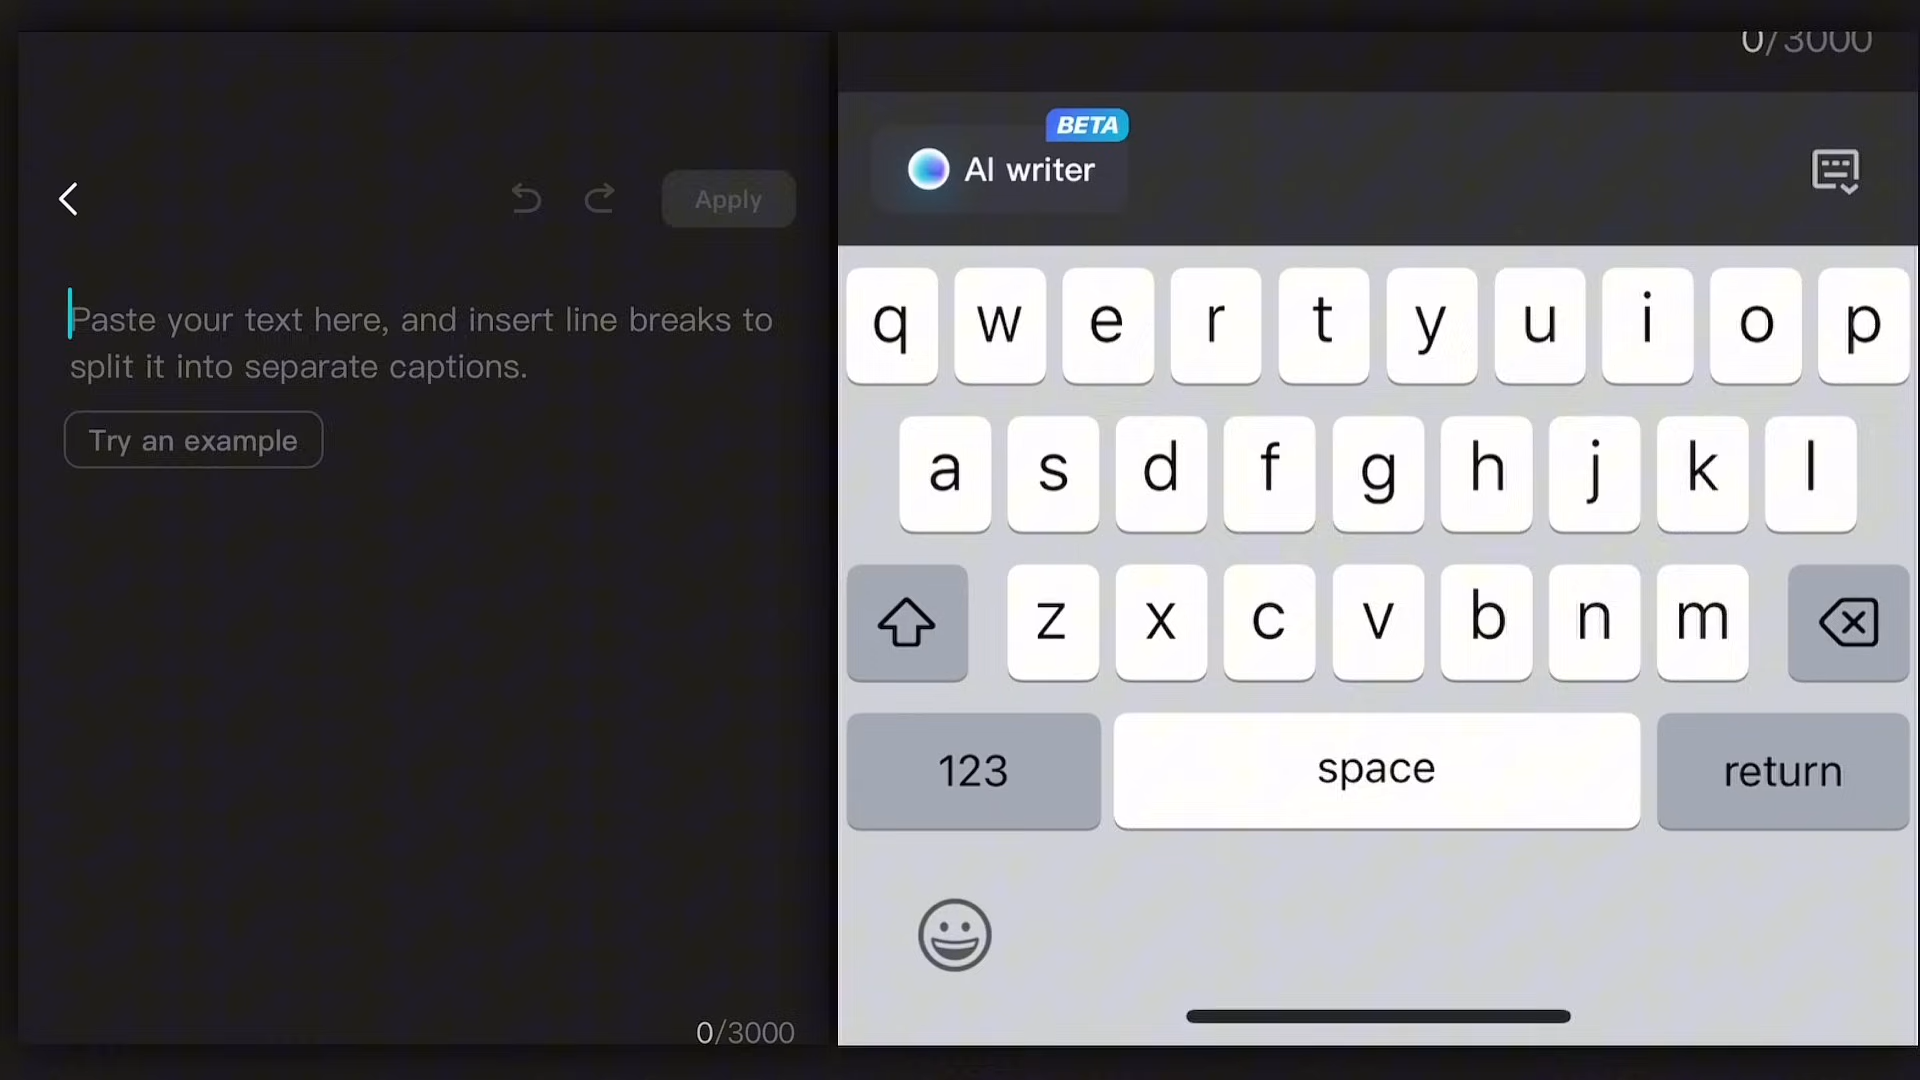 Apply
Paste your text here, and insert line breaks to
split it into separate captions.
Try an example
0/3000
0/3000
BETA
AI writer
q w e r t y u i o p
a s d f g h j k l
z x c v b n m
123 space return